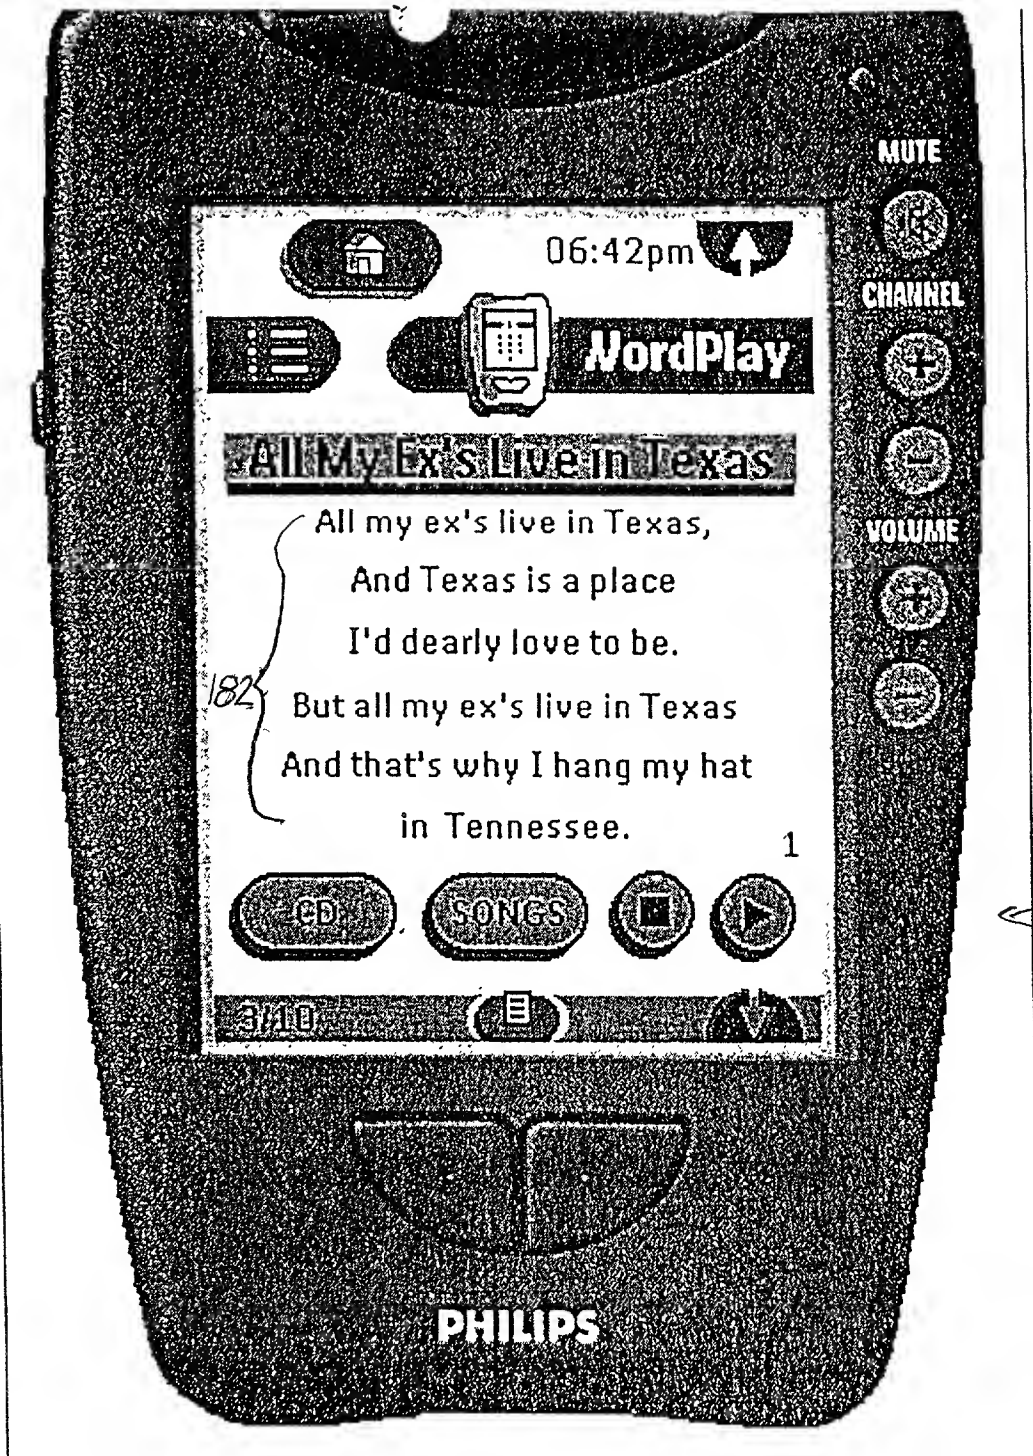 MUTE
06:42pm
CHANNEL
+
WordPlay
All My Ex's Live in Texas
-
All my ex's live in Texas,
VOLUME
And Texas is a place
+
I'd dearly love to be.
182
-
But all my ex's live in Texas
And that's why I hang my hat
in Tennessee.
1
CD
SONGS
3/10
PHILIPS